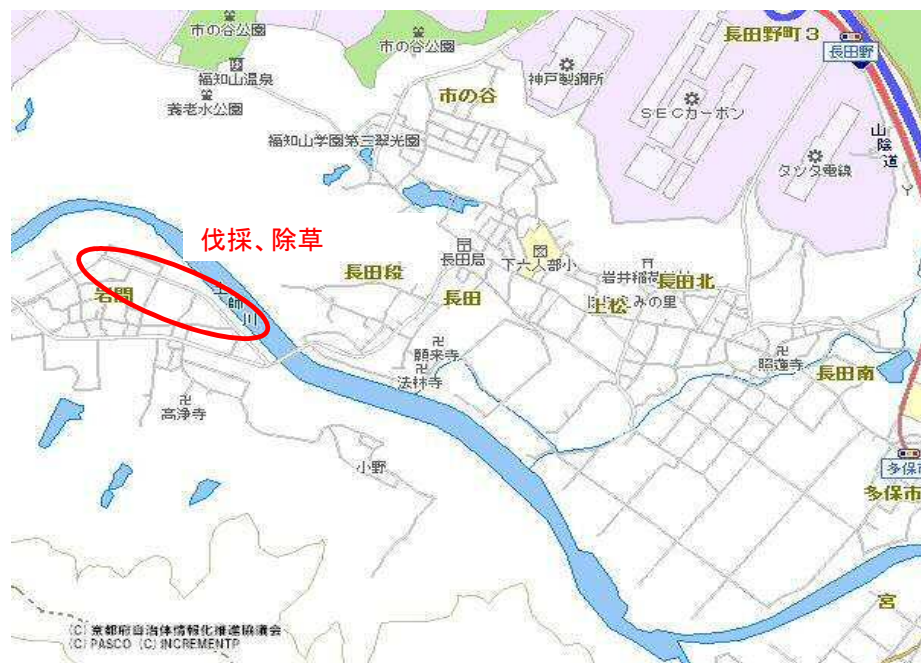 市の谷公園
市の谷公園
長田野町3
長田野
福知山温泉
養老水公園
市の谷
神戸製鋼所
SECカーボン
福知山学園第三翠光園
山陰道
タツタ電線
伐採、除草
長田段
長田局
下六人部小
岩井稲荷
長田北
岩間
土師川
長田
上松
みの里
願来寺
法林寺
照蓮寺
長田南
高浄寺
小野
多保市
多保市
宮
(C) 京都府自治体情報化推進協議会
(C) PASCO (C) INCREMENTP